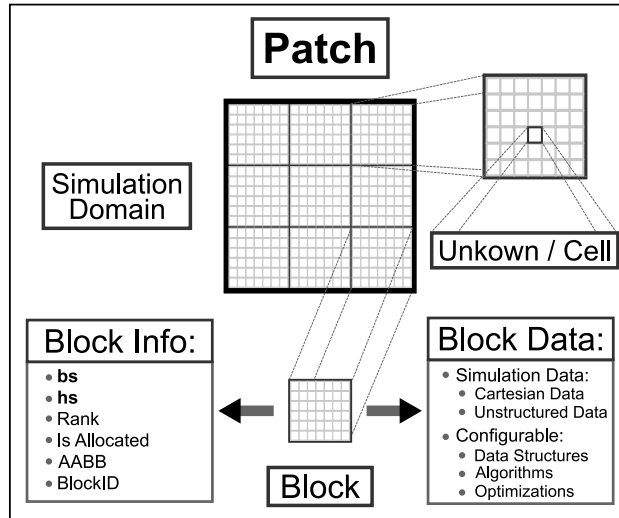 Patch
Simulation
Domain
Unkown / Cell
Block Info:
bs
hs
Rank
Is Allocated
AABB
BlockID
Block
Block Data:
Simulation Data:
Cartesian Data
Unstructured Data
Configurable:
Data Structures
Algorithms
Optimizations